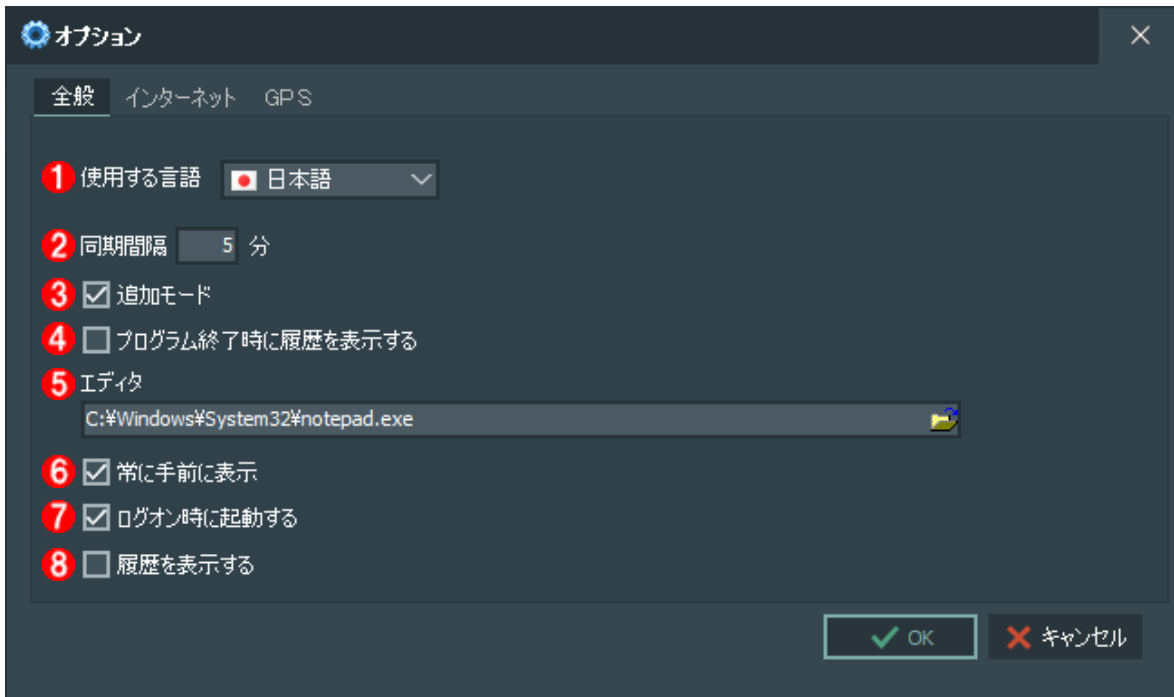 オプション
全般 インターネット GPS
1 使用する言語 日本語
2 同期間隔 5 分
3 追加モード
4 プログラム終了時に履歴を表示する
5 エディタ
C:¥Windows¥System32¥notepad.exe
6 常に手前に表示
7 ログオン時に起動する
8 履歴を表示する
OK キャンセル